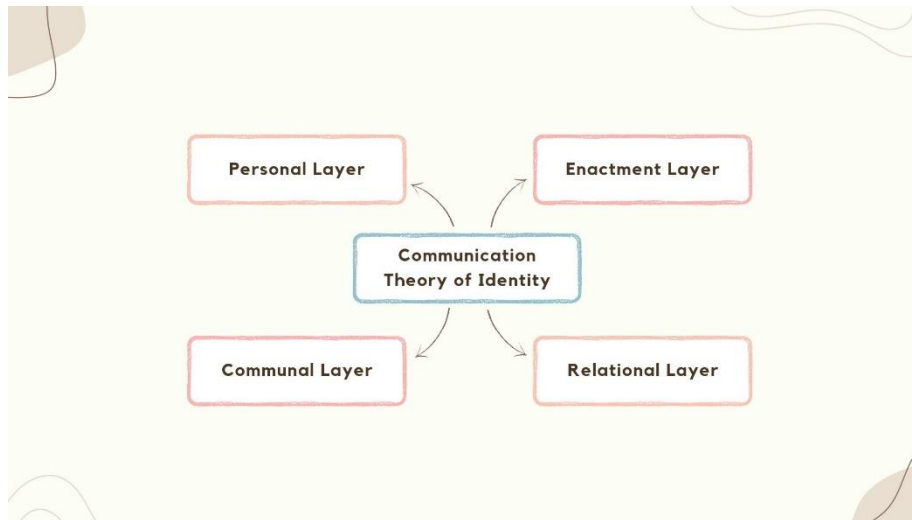 Personal Layer
Enactment Layer
Communication
Theory of Identity
Communal Layer
Relational Layer